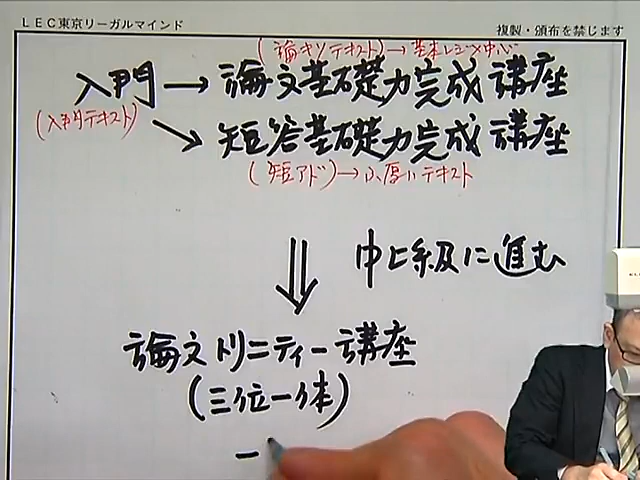 LEC東京リーガルマインド
複製・頒布を禁じます
(論キソテキスト)→基本レジメ中心
入門→論文基礎力完成講座
(入門テキスト)
短答基礎力完成講座
(短アド)→ぶ厚いテキスト
中上級に進む
論文トリニティー講座
(三位一体)